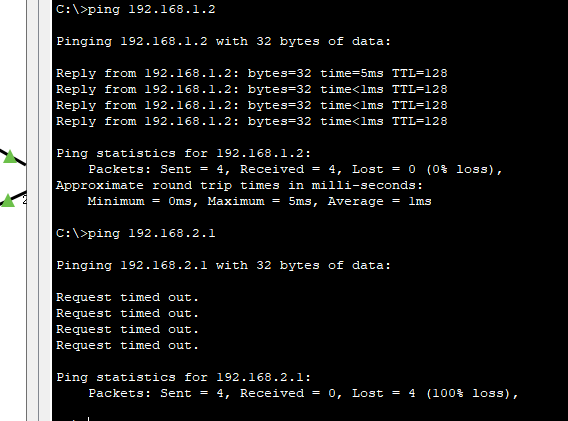 C:\>ping 192.168.1.2
Pinging 192.168.1.2 with 32 bytes of data:
Reply from 192.168.1.2: bytes=32 time=5ms TTL=128
Reply from 192.168.1.2: bytes=32 time<1ms TTL=128
Reply from 192.168.1.2: bytes=32 time<1ms TTL=128
Reply from 192.168.1.2: bytes=32 time<1ms TTL=128
Ping statistics for 192.168.1.2:
Packets: Sent = 4, Received = 4, Lost = 0 (0% loss),
Approximate round trip times in milli-seconds:
Minimum = 0ms, Maximum = 5ms, Average = 1ms
C:\>ping 192.168.2.1
Pinging 192.168.2.1 with 32 bytes of data:
Request timed out.
Request timed out.
Request timed out.
Request timed out.
Ping statistics for 192.168.2.1:
Packets: Sent = 4, Received = 0, Lost = 4 (100% loss),